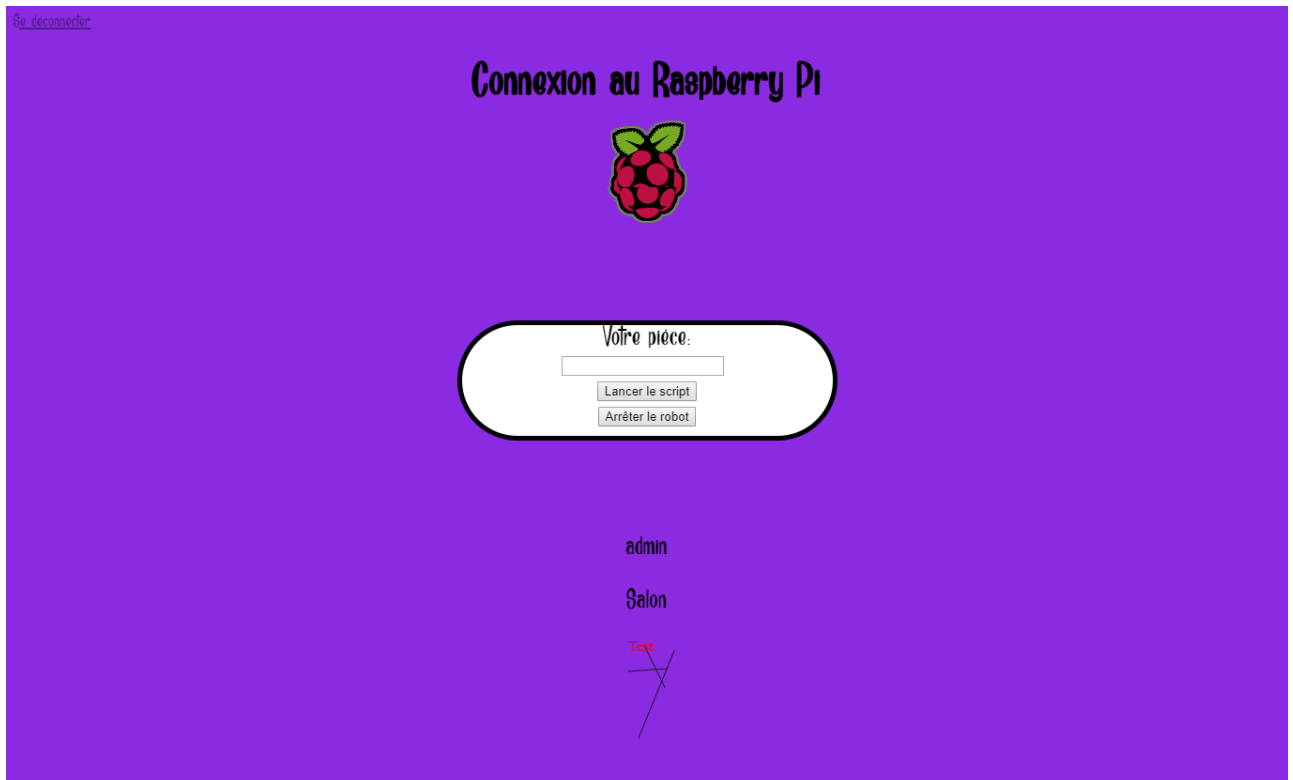 Se déconnecter
Connexion au Raspberry Pi
Votre pièce:
Lancer le script
Arrêter le robot
admin
Salon
Test